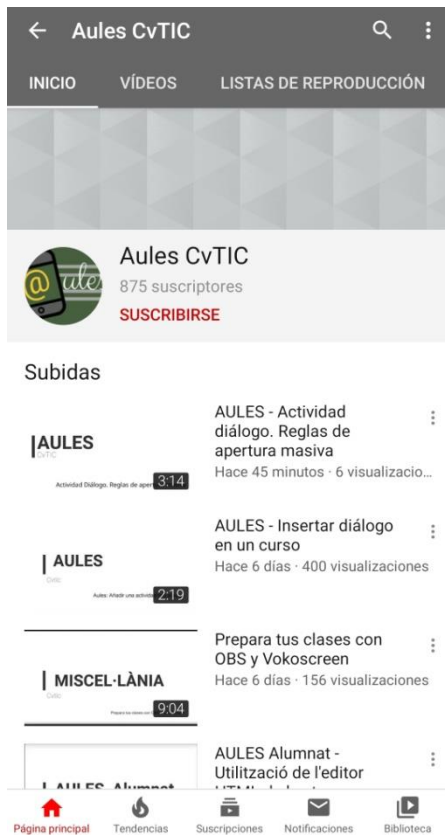 Aules CvTIC
INICIO VÍDEOS LISTAS DE REPRODUCCIÓN
@ule
Aules CvTIC
875 suscriptores
SUSCRIBIRSE
Subidas
AULES
CvTIC
Actividad Diálogo. Reglas de aper
3:14
AULES - Actividad
diálogo. Reglas de
apertura masiva
Hace 45 minutos · 6 visualizacio...
AULES
Cvtic
Aules: Añadir una activida
2:19
AULES - Insertar diálogo
en un curso
Hace 6 días · 400 visualizaciones
MISCEL·LÀNIA
Cvtic
Prepara tus clases con
9:04
Prepara tus clases con
OBS y Vokoscreen
Hace 6 días · 156 visualizaciones
AULES Alumnat
AULES Alumnat -
Utilització de l'editor
Página principal Tendencias Suscripciones Notificaciones Biblioteca